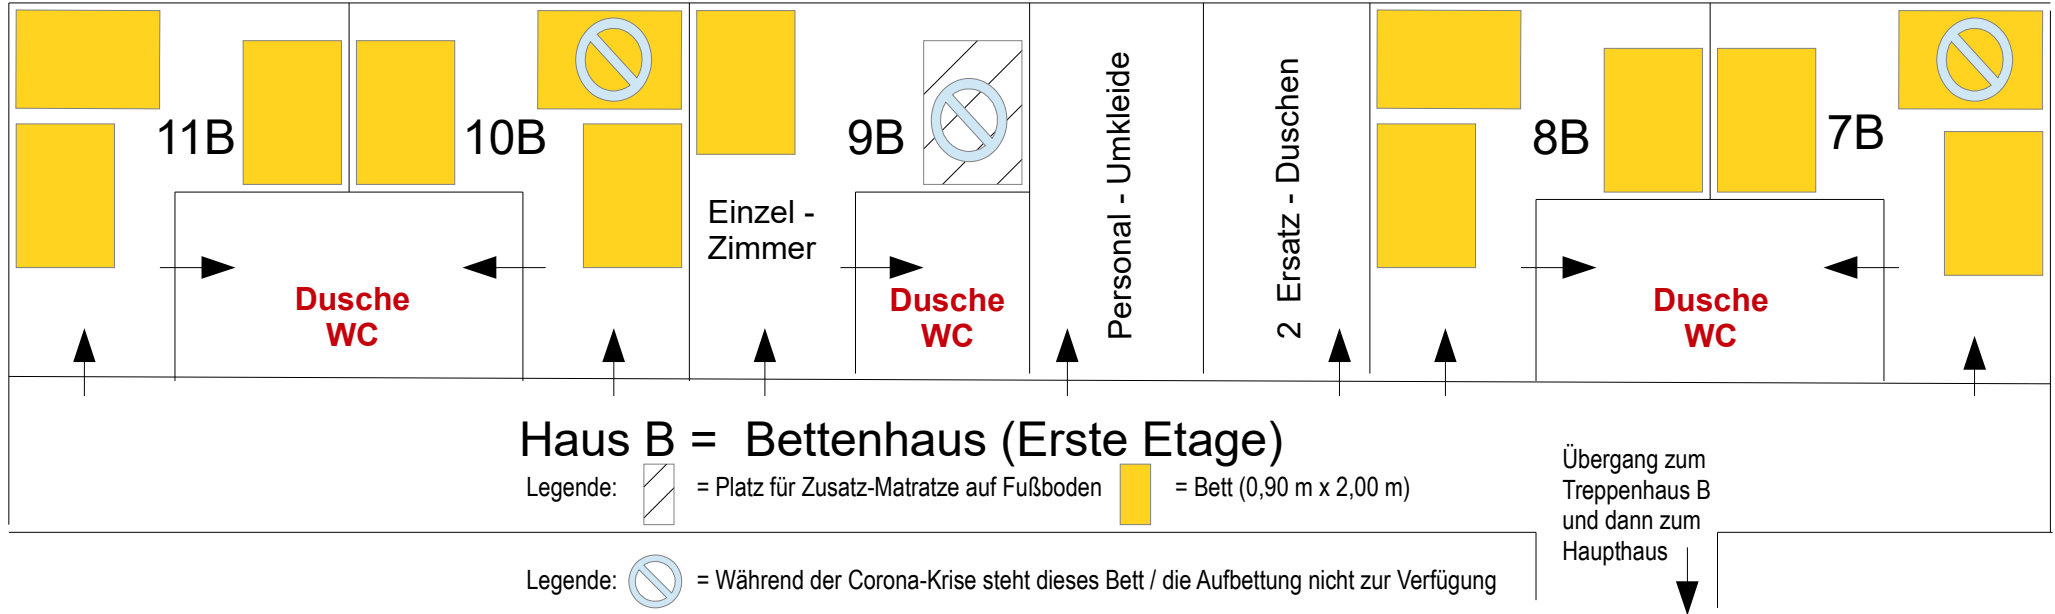 11B
10B
9B
8B
7B
Einzel -
Zimmer
Personal - Umkleide
2 Ersatz - Duschen
Dusche
WC
Dusche
WC
Dusche
WC
Haus B = Bettenhaus (Erste Etage)
Legende: = Platz für Zusatz-Matratze auf Fußboden = Bett (0,90 m x 2,00 m)
Übergang zum
Treppenhaus B
und dann zum
Haupthaus
Legende: = Während der Corona-Krise steht dieses Bett / die Aufbettung nicht zur Verfügung